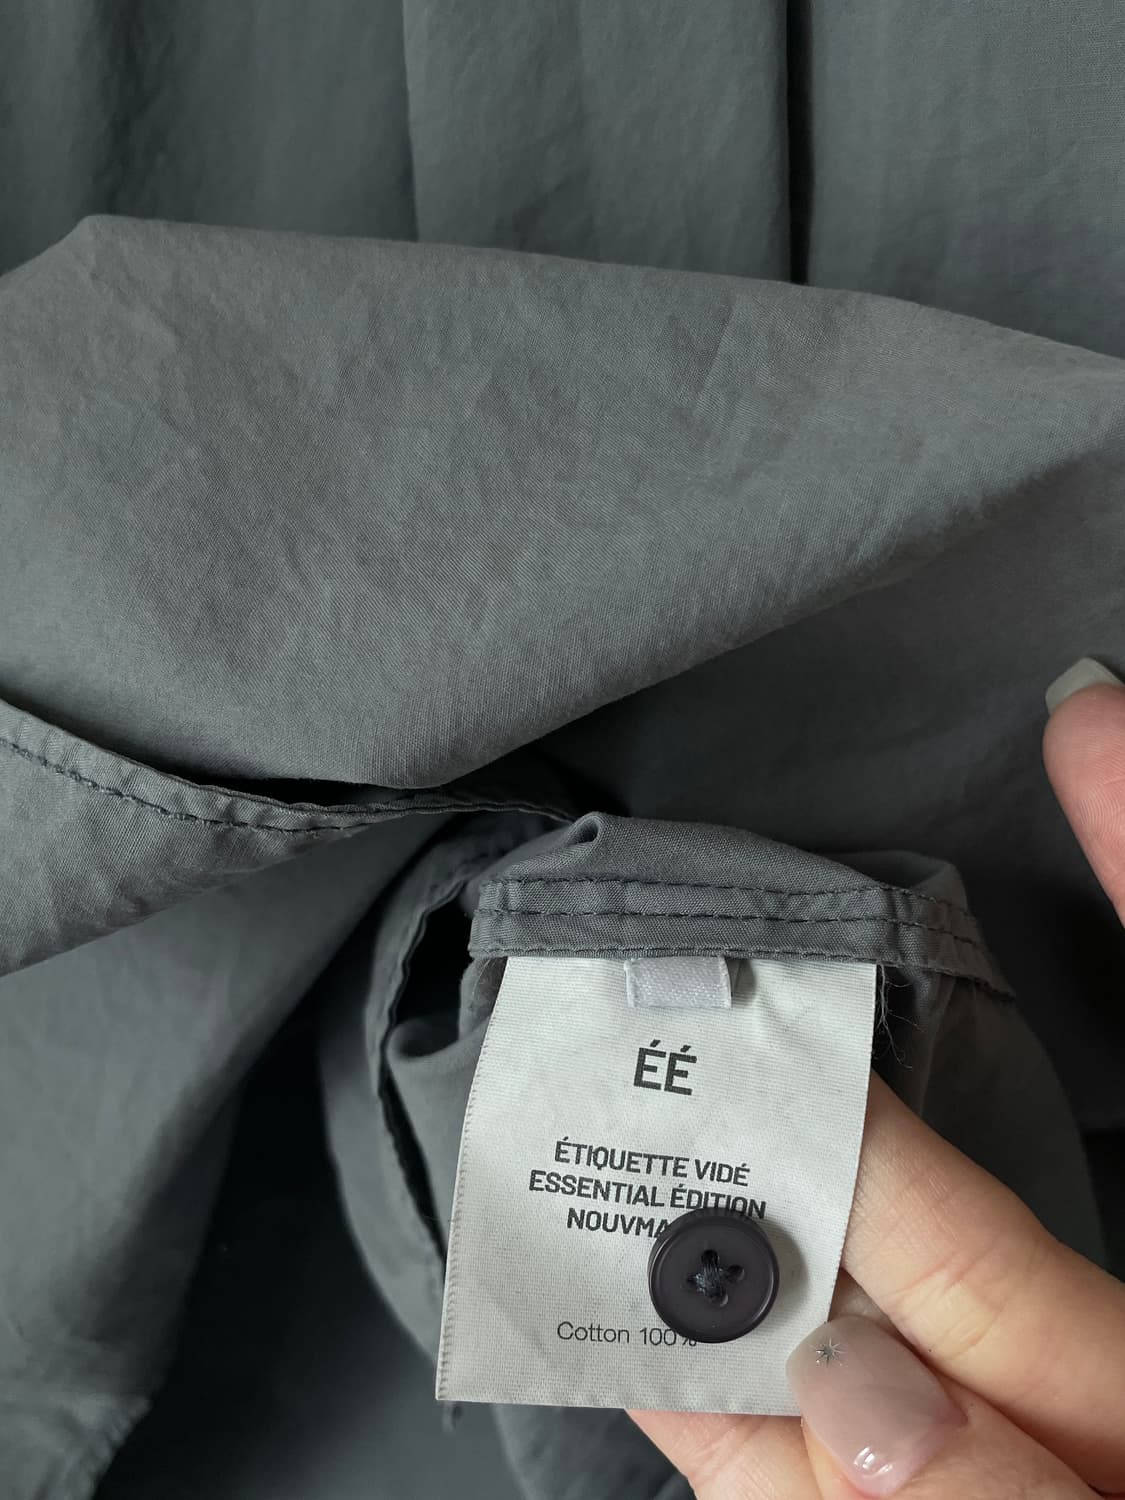 ÉÉ
ÉTIQUETTE VIDÉ
ESSENTIAL ÉDITION
Cotton 100%